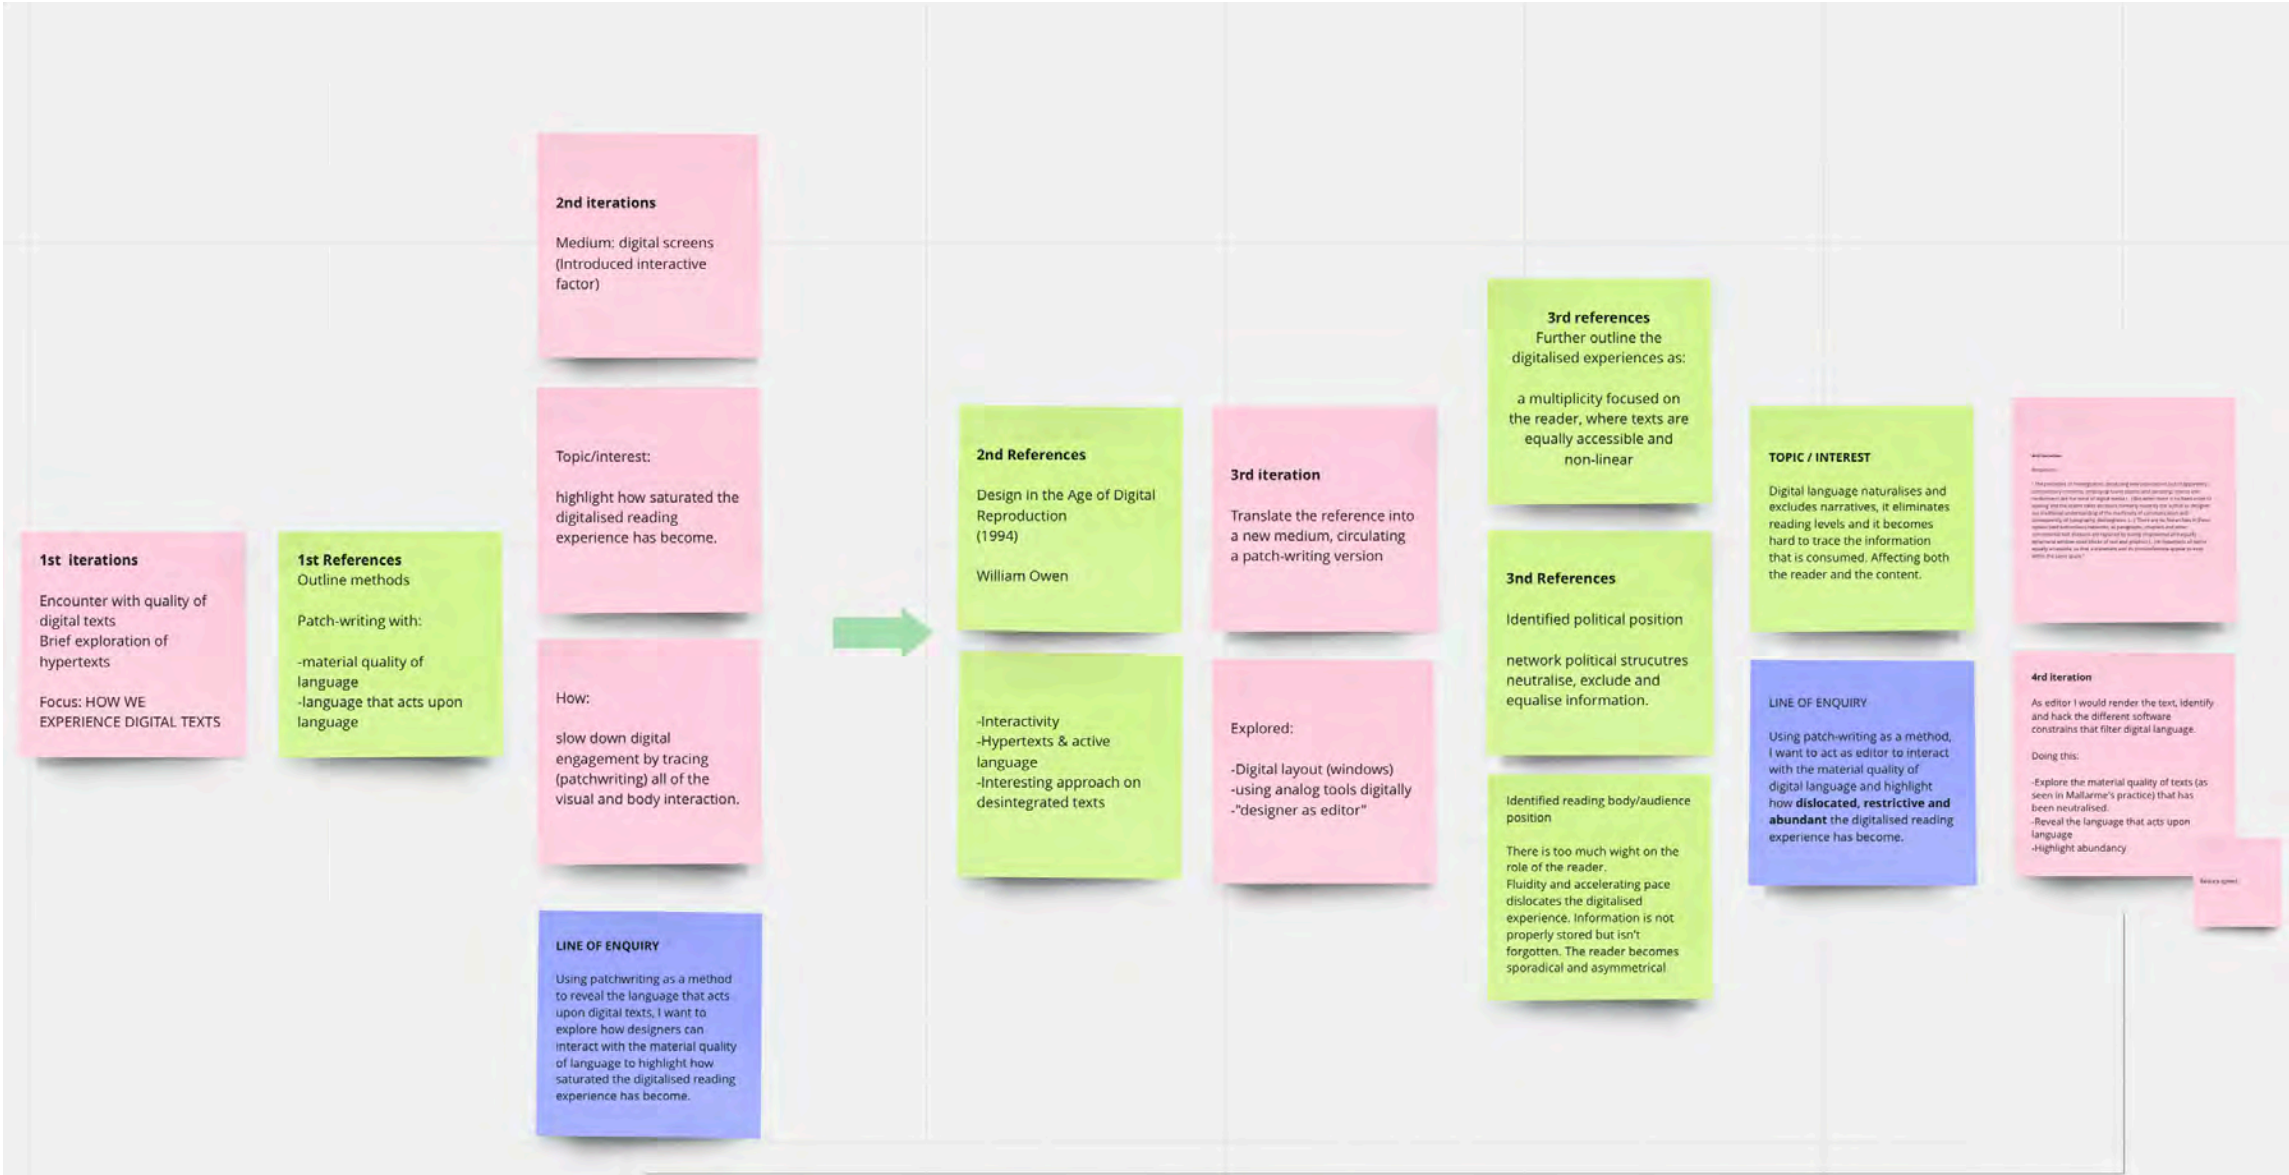 1st iterations
Encounter with quality of
digital texts
Brief exploration of
hypertexts
Focus: HOW WE
EXPERIENCE DIGITAL TEXTS
1st References
Outline methods
Patch-writing with:
-material quality of
language
-language that acts upon
language
2nd iterations
Medium: digital screens
(Introduced interactive
factor)
Topic/interest:
highlight how saturated the
digitalised reading
experience has become.
How:
slow down digital
engagement by tracing
(patchwriting) all of the
visual and body interaction.
LINE OF ENQUIRY
Using patchwriting as a method
to reveal the language that acts
upon digital texts, I want to
explore how designers can
interact with the material quality
of language to highlight how
saturated the digitalised reading
experience has become.
2nd References
Design in the Age of Digital
Reproduction
(1994)
William Owen
-Interactivity
-Hypertexts & active
language
-Interesting approach on
desintegrated texts
3rd iteration
Translate the reference into
a new medium, circulating
a patch-writing version
Explored:
-Digital layout (windows)
-using analog tools digitally
-"designer as editor"
3rd references
Further outline the
digitalised experiences as:
a multiplicity focused on
the reader, where texts are
equally accessible and
non-linear
3nd References
Identified political position
network political strucutres
neutralise, exclude and
equalise information.
Identified reading body/audience
position
There is too much wight on the
role of the reader.
Fluidity and accelerating pace
dislocates the digitalised
experience. Information is not
properly stored but isn't
forgotten. The reader becomes
sporadical and asymmetrical
TOPIC / INTEREST
Digital language naturalises and
excludes narratives, it eliminates
reading levels and it becomes
hard to trace the information
that is consumed. Affecting both
the reader and the content.
LINE OF ENQUIRY
Using patch-writing as a method,
I want to act as editor to interact
with the material quality of
digital language and highlight
how dislocated, restrictive and
abundant the digitalised reading
experience has become.
4rd iteration
As editor I would render the text, identify
and hack the different software
constrains that filter digital language.
Doing this:
-Explore the material quality of texts (as
seen in Mallarme's practice) that has
been neutralised.
-Reveal the language that acts upon
language
-Highlight abundancy